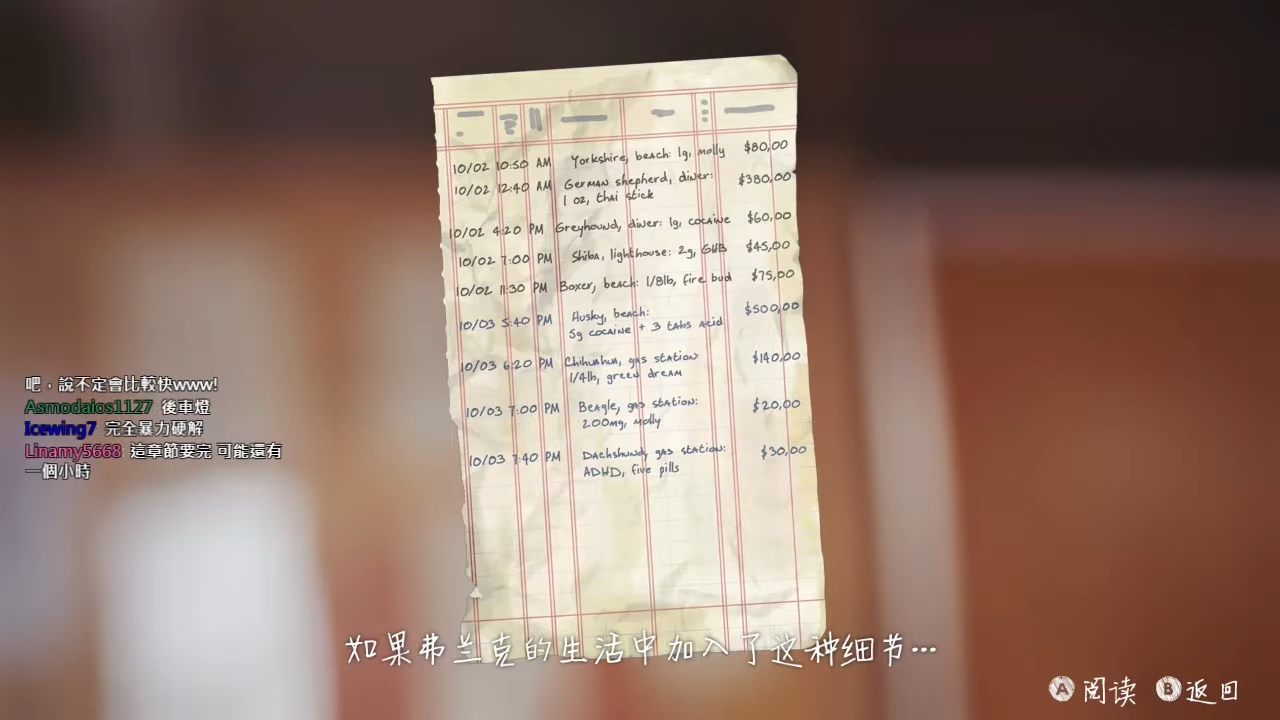 10/02 10:50 AM Yorkshire, beach: 1g, molly $80,00
10/02 12:40 AM German shepherd, diner: $380,00
1 oz, thai stick
10/02 4:20 PM Greyhound, diner: 1g, cocaine $60,00
10/02 7:00 PM Shiba, lighthouse: 2g, GHB $45,00
10/02 11:30 PM Boxer, beach: 1/8lb, fire bud $75,00
10/03 5:40 PM Husky, beach: $500,00
5g cocaine + 3 tabs acid
10/03 6:20 PM Chihuahua, gas station: $140,00
1/4lb, green dream
10/03 7:00 PM Beagle, gas station: $20,00
200mg, molly
10/03 7:40 PM Dachshund, gas station: $30,00
ADHD, five pills
吧，說不定會比較快www!
Asmodaios1127 後車燈
Icewing7 完全暴力硬解
Linamy5668 這章節要完 可能還有
一個小時
如果弗兰克的生活中加入了这种细节…
A 阅读 B 返回